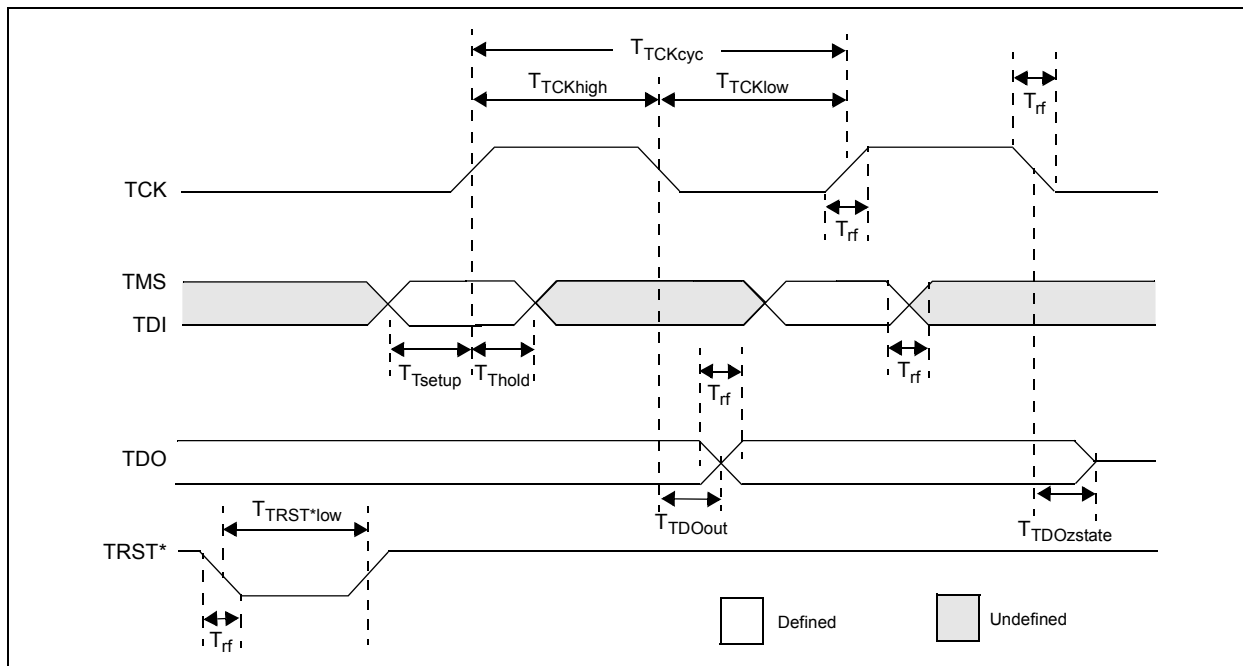 TTCKcyc
TTCKhigh
TTCKlow
Trf
TCK
Trf
TMS
TDI
TTsetup
TThold
Trf
Trf
TDO
TTRST*low
TTDOout
TTDOzstate
TRST*
Trf
Defined
Undefined